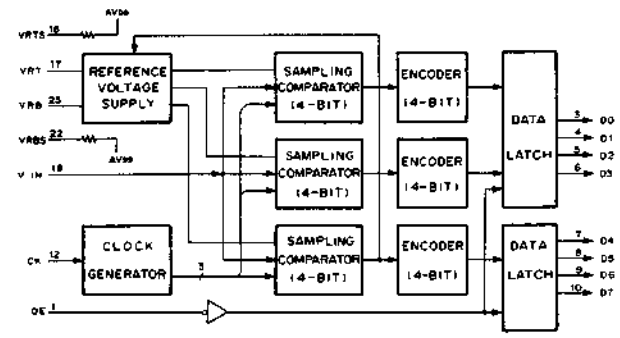 AVDD
VRTS 16
VRT 17
VRB 23
VRBS 22
AVSS
V IN 19
REFERENCE
VOLTAGE
SUPPLY
SAMPLING
COMPARATOR
(4-BIT)
ENCODER
(4-BIT)
SAMPLING
COMPARATOR
(4-BIT)
ENCODER
(4-BIT)
DATA
LATCH
3 D0
4 D1
5 D2
6 D3
CK 12
CLOCK
GENERATOR
3
SAMPLING
COMPARATOR
(4-BIT)
ENCODER
(4-BIT)
DATA
LATCH
7 D4
8 D5
9 D6
10 D7
OE 1